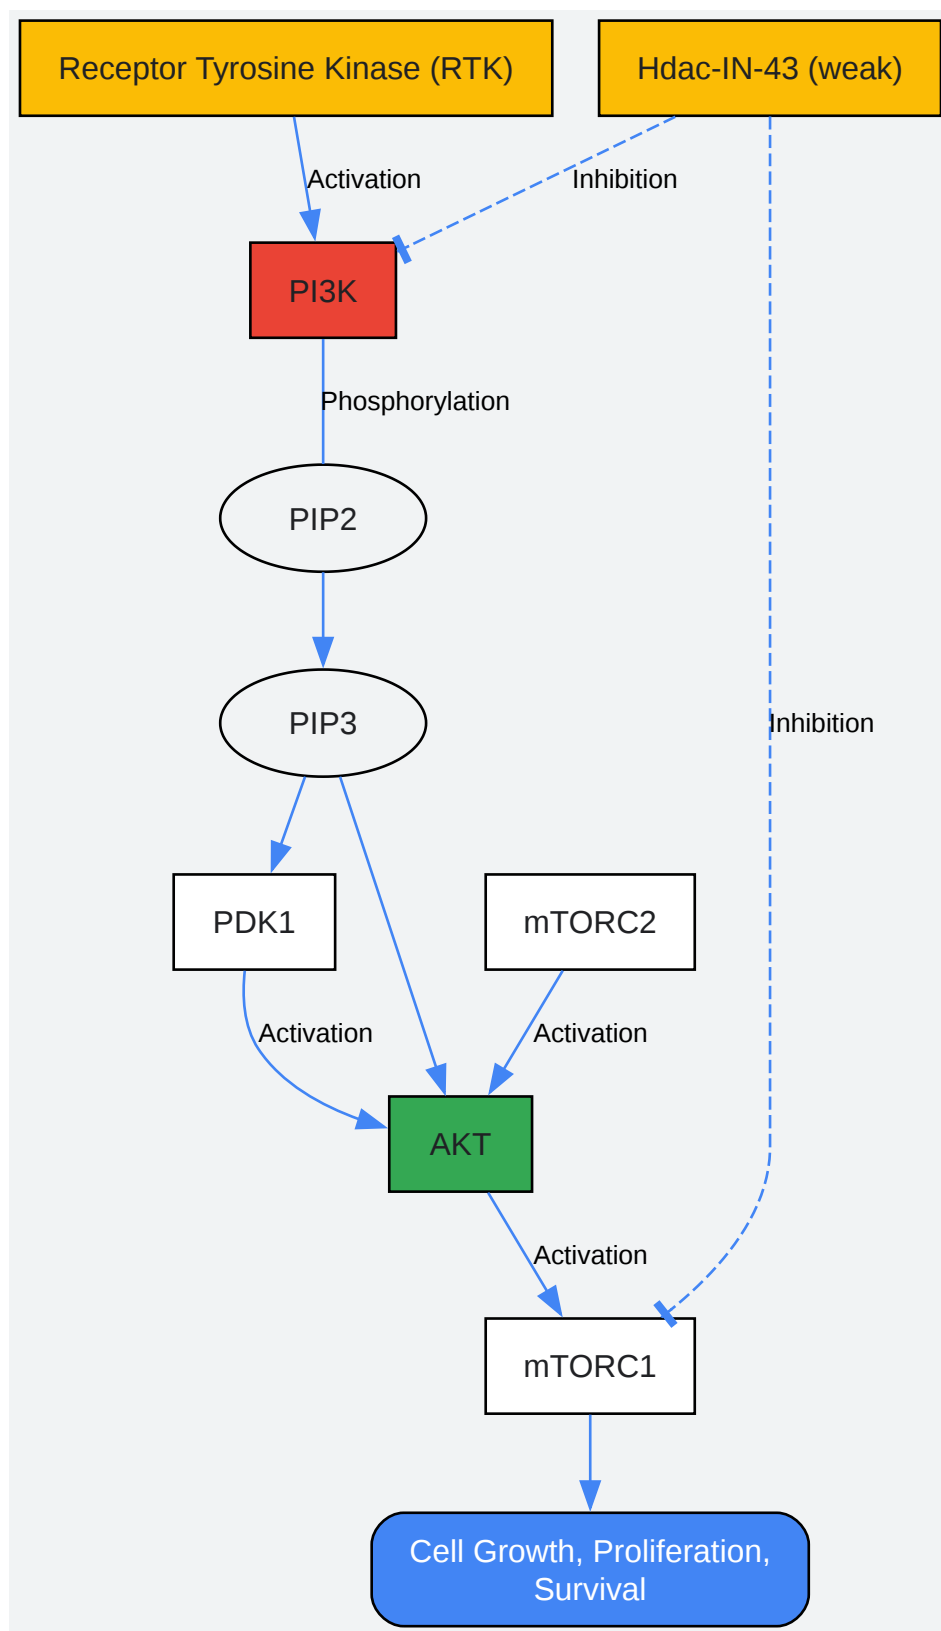 Receptor Tyrosine Kinase (RTK)
Hdac-IN-43 (weak)
Activation
Inhibition
PI3K
Phosphorylation
PIP2
PIP3
Inhibition
PDK1
mTORC2
Activation
Activation
AKT
Activation
mTORC1
Cell Growth, Proliferation,
Survival